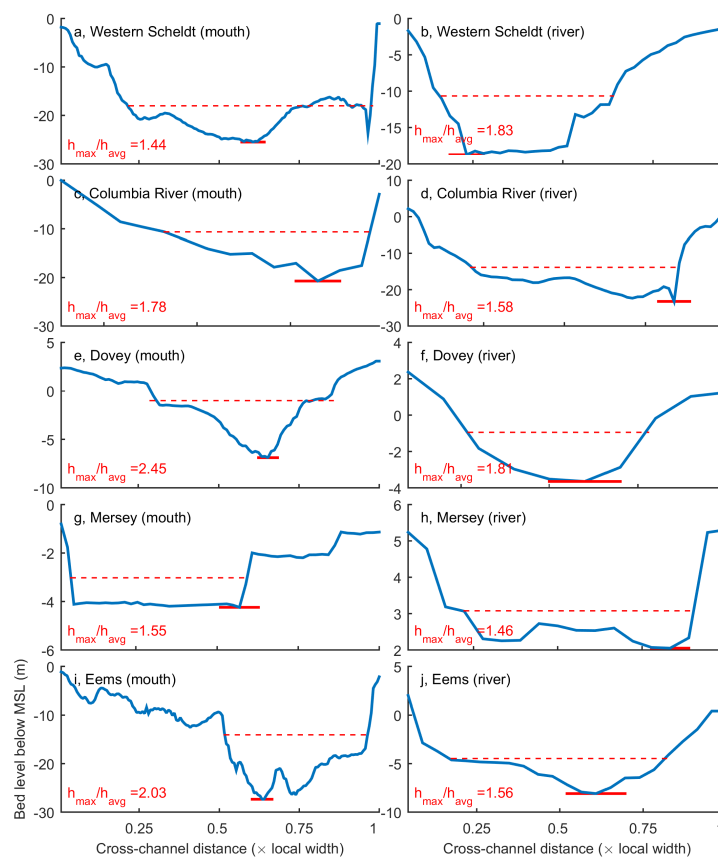 0
-10
-20
-30
a, Western Scheldt (mouth)
h_max/h_avg =1.44
0
-5
-10
-15
-20
b, Western Scheldt (river)
h_max/h_avg =1.83
0
-10
-20
-30
c, Columbia River (mouth)
h_max/h_avg =1.78
10
0
-10
-20
-30
d, Columbia River (river)
h_max/h_avg =1.58
5
0
-5
-10
e, Dovey (mouth)
h_max/h_avg =2.45
4
2
0
-2
-4
f, Dovey (river)
h_max/h_avg =1.81
0
-2
-4
-6
g, Mersey (mouth)
h_max/h_avg =1.55
6
5
4
3
2
h, Mersey (river)
h_max/h_avg =1.46
0
-10
-20
-30
i, Eems (mouth)
h_max/h_avg =2.03
0.25 0.5 0.75 1
Cross-channel distance (× local width)
Bed level below MSL (m)
5
0
-5
-10
j, Eems (river)
h_max/h_avg =1.56
0.25 0.5 0.75 1
Cross-channel distance (× local width)